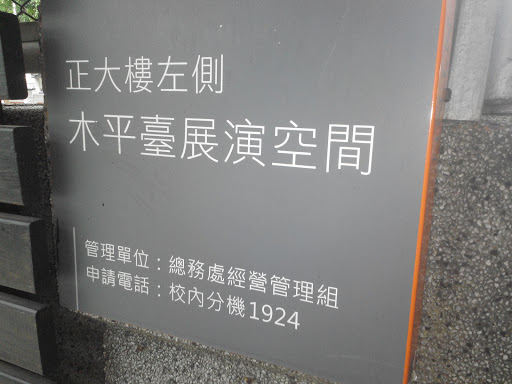 正大樓左側
木平臺展演空間
管理單位：總務處經營管理組
申請電話：校內分機1924